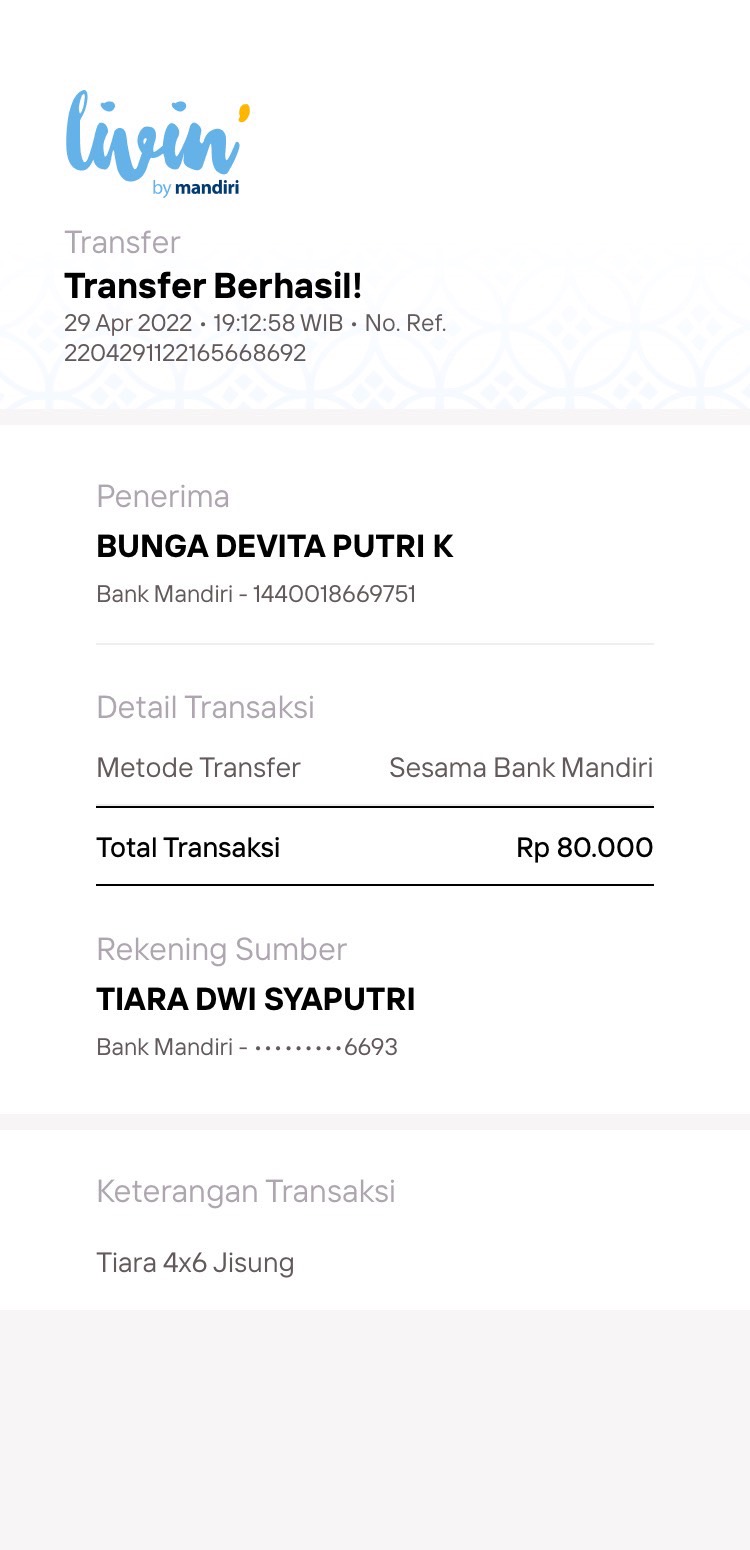 livin'
by mandiri
Transfer
Transfer Berhasil!
29 Apr 2022 • 19:12:58 WIB • No. Ref.
2204291122165668692
Penerima
BUNGA DEVITA PUTRI K
Bank Mandiri - 1440018669751
Detail Transaksi
Metode Transfer Sesama Bank Mandiri
Total Transaksi Rp 80.000
Rekening Sumber
TIARA DWI SYAPUTRI
Bank Mandiri - •••••••••6693
Keterangan Transaksi
Tiara 4x6 Jisung